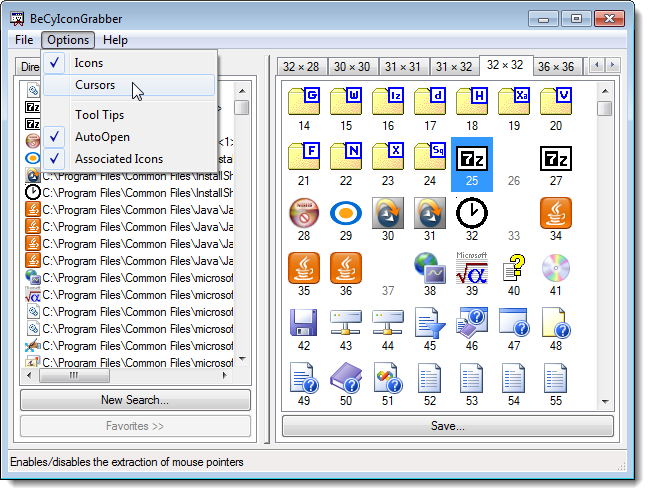 BeCyIconGrabber
File Options Help
Icons
Cursors
Tool Tips
AutoOpen
Associated Icons
Dire
<1>
C:\Program Files\Common Files\InstallSh
C:\Program Files\Common Files\InstallSh
C:\Program Files\Common Files\Java\Ja
C:\Program Files\Common Files\Java\Ja
C:\Program Files\Common Files\Java\Ja
C:\Program Files\Common Files\Java\Ja
C:\Program Files\Common Files\microsof
C:\Program Files\Common Files\microsof
C:\Program Files\Common Files\microsof
C:\Program Files\Common Files\microsof
C:\Program Files\Common Files\microsof
C:\Program Files\Common Files\microsof
New Search...
Favorites >>
32 × 28 30 × 30 31 × 31 31 × 32 32 × 32 36 × 36
G W Iz d H Xa V
14 15 16 17 18 19 20
F N X Sq 7z 7z
21 22 23 24 25 26 27
28 29 30 31 32 33 34
Microsoft
√α
35 36 37 38 39 40 41
42 43 44 45 46 47 48
49 50 51 52 53 54 55
Save...
Enables/disables the extraction of mouse pointers